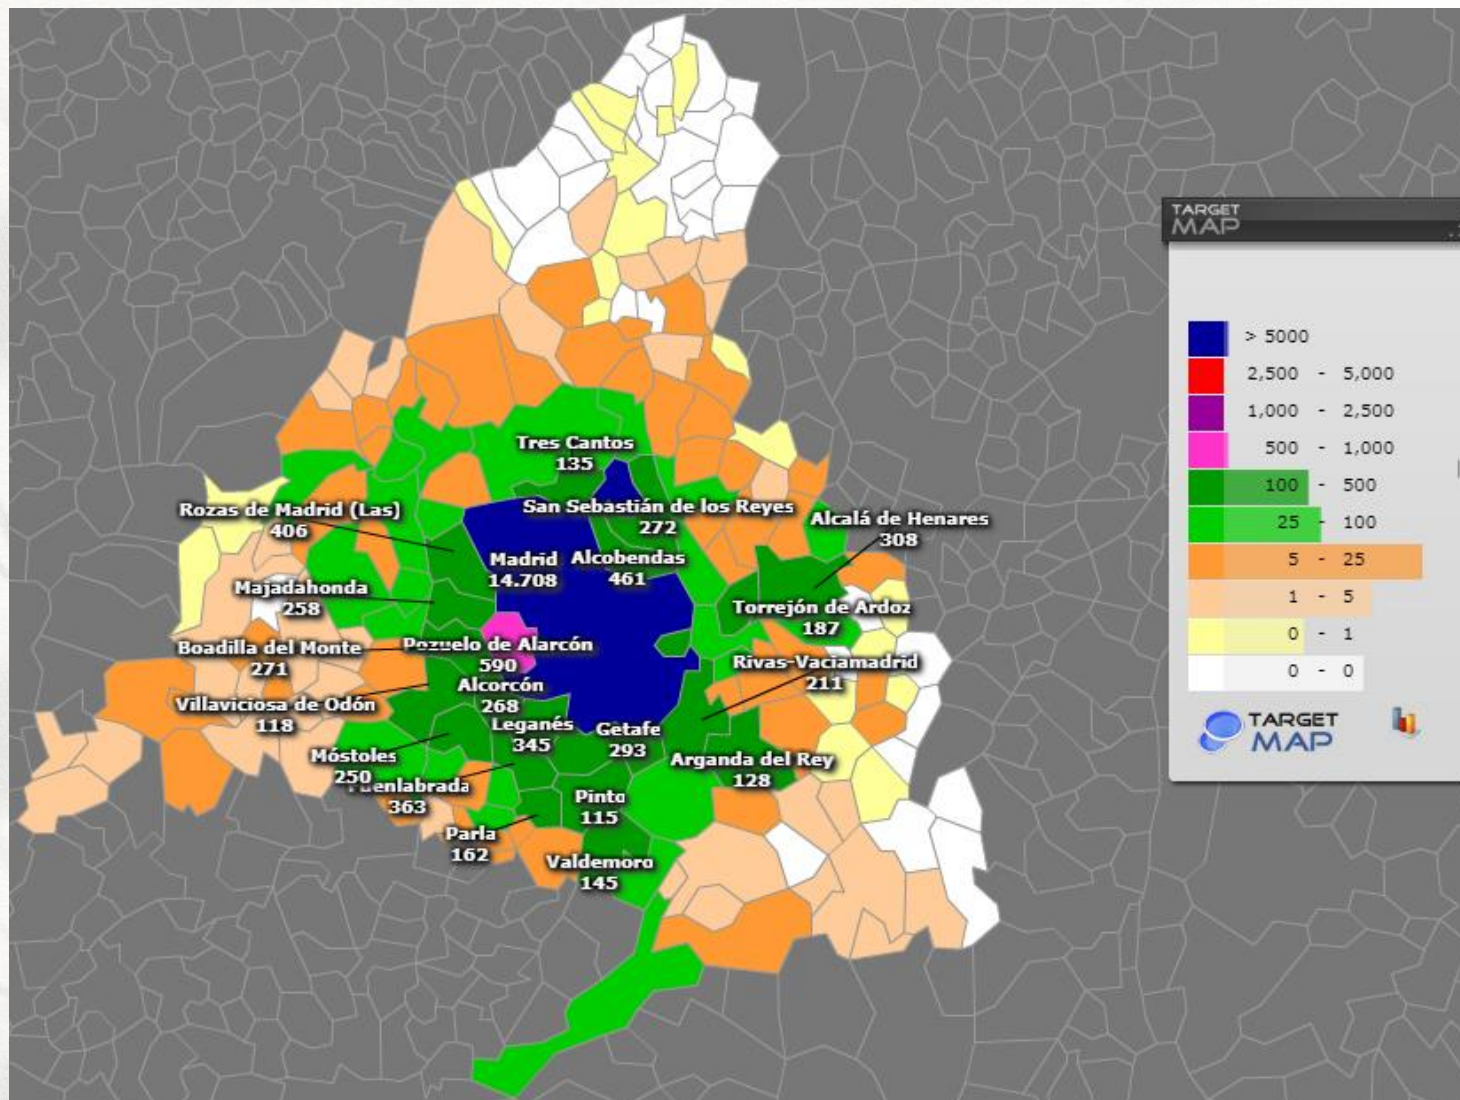 Tres Cantos
135
San Sebastián de los Reyes
272
Rozas de Madrid (Las)
406
Alcalá de Henares
308
Madrid
14.708
Alcobendas
461
Majadahonda
258
Torrejón de Ardoz
187
Boadilla del Monte
271
Pozuelo de Alarcón
590
Rivas-Vaciamadrid
211
Alcorcón
268
Villaviciosa de Odón
118
Leganés
345
Getafe
293
Móstoles
250
Arganda del Rey
128
Fuenlabrada
363
Pinto
115
Parla
162
Valdemoro
145
TARGET
MAP
> 5000
2,500 - 5,000
1,000 - 2,500
500 - 1,000
100 - 500
25 - 100
5 - 25
1 - 5
0 - 1
0 - 0
TARGET
MAP